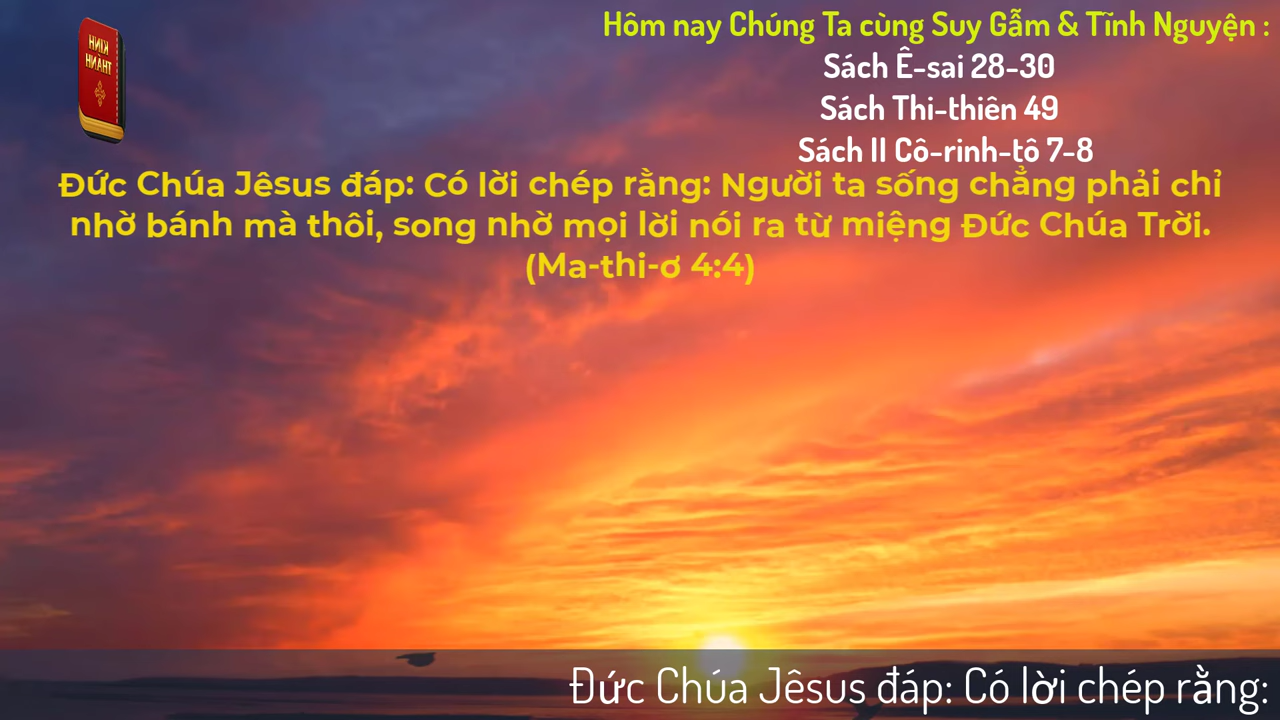 KINH
THÁNH
Hôm nay Chúng Ta cùng Suy Gẫm & Tĩnh Nguyện :
Sách Ê-sai 28-30
Sách Thi-thiên 49
Sách II Cô-rinh-tô 7-8
Đức Chúa Jêsus đáp: Có lời chép rằng: Người ta sống chẳng phải chỉ
nhờ bánh mà thôi, song nhờ mọi lời nói ra từ miệng Đức Chúa Trời.
(Ma-thi-ơ 4:4)
Đức Chúa Jêsus đáp: Có lời chép rằng: